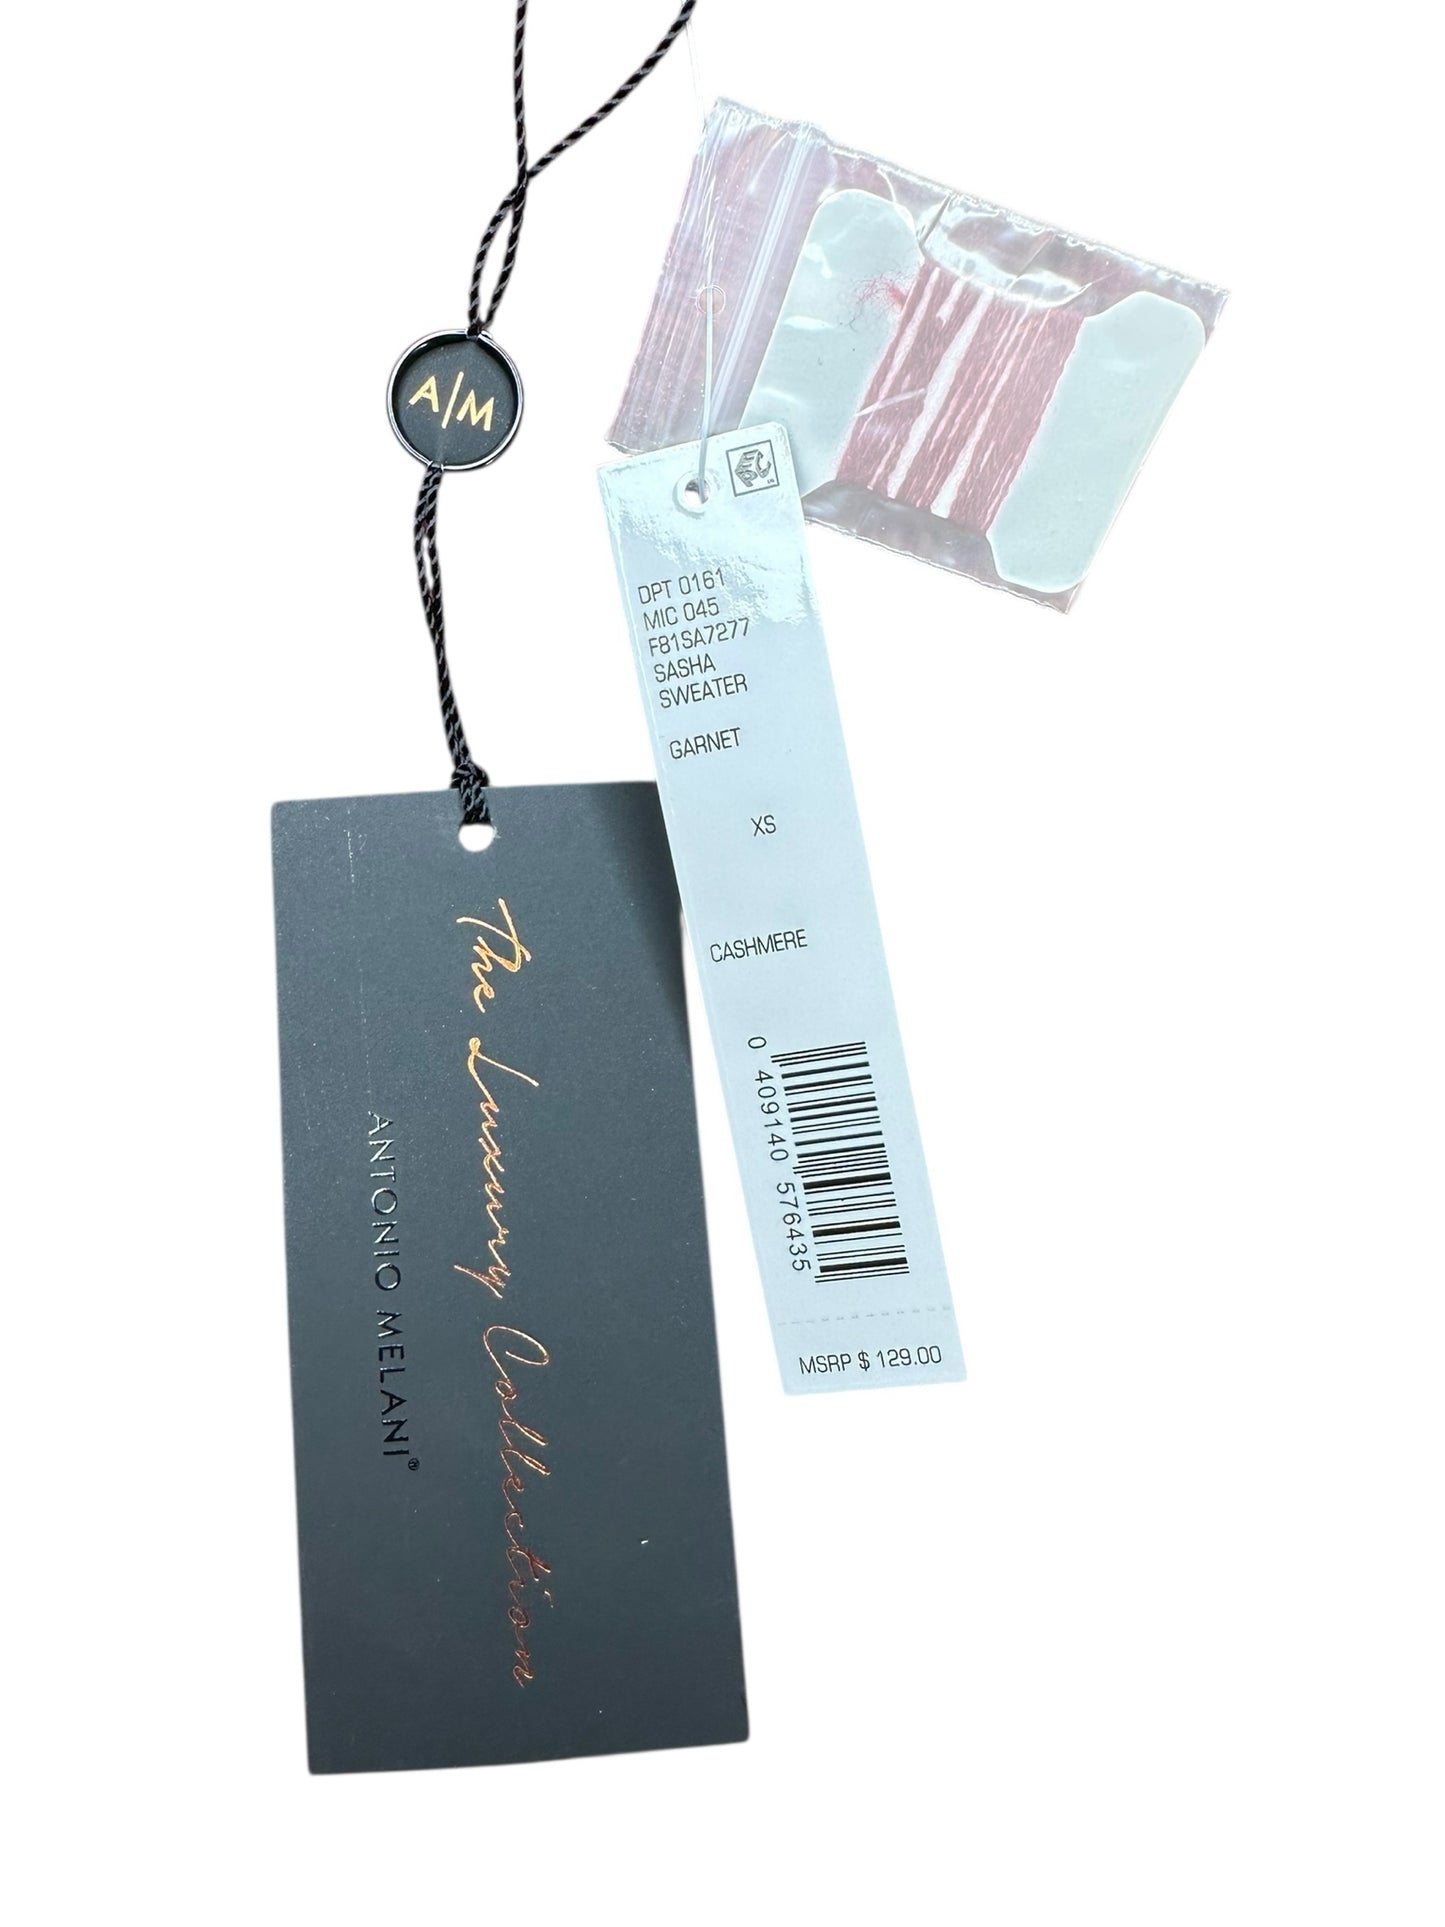 A|M
DPT 0161
MIC 045
F81SA7277
SASHA
SWEATER
GARNET
XS
CASHMERE
0 409140 576435
MSRP $ 129.00
The Luxury Collection
ANTONIO MELANI®